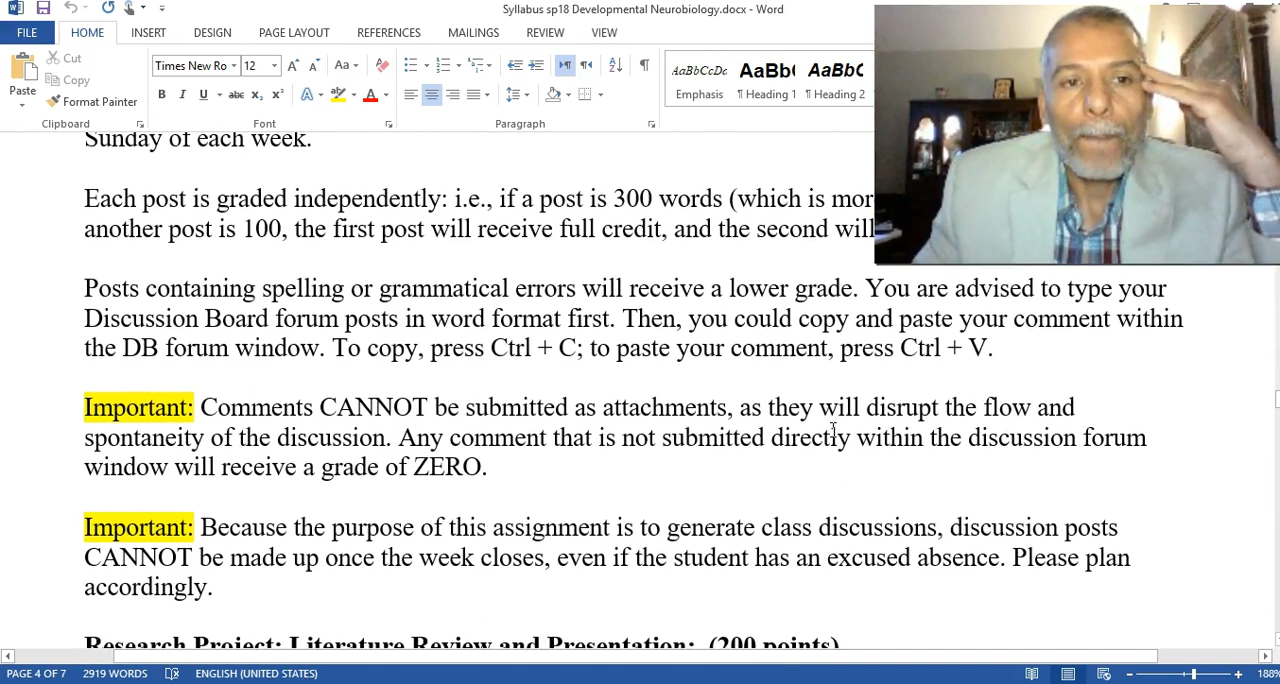 Syllabus sp18 Developmental Neurobiology.docx - Word
FILE HOME INSERT DESIGN PAGE LAYOUT REFERENCES MAILINGS REVIEW VIEW
Cut
Copy
Format Painter
Paste
Times New Ro 12
AaBbCcDc AaBb AaBbC
Emphasis ¶ Heading 1 ¶ Heading 2
Clipboard Font Paragraph
Sunday of each week.
Each post is graded independently: i.e., if a post is 300 words (which is mor
another post is 100, the first post will receive full credit, and the second will
Posts containing spelling or grammatical errors will receive a lower grade. You are advised to type your
Discussion Board forum posts in word format first. Then, you could copy and paste your comment within
the DB forum window. To copy, press Ctrl + C; to paste your comment, press Ctrl + V.
Important: Comments CANNOT be submitted as attachments, as they will disrupt the flow and
spontaneity of the discussion. Any comment that is not submitted directly within the discussion forum
window will receive a grade of ZERO.
Important: Because the purpose of this assignment is to generate class discussions, discussion posts
CANNOT be made up once the week closes, even if the student has an excused absence. Please plan
accordingly.
Research Project: Literature Review and Presentation: (200 points)
PAGE 4 OF 7 2919 WORDS ENGLISH (UNITED STATES) 188%